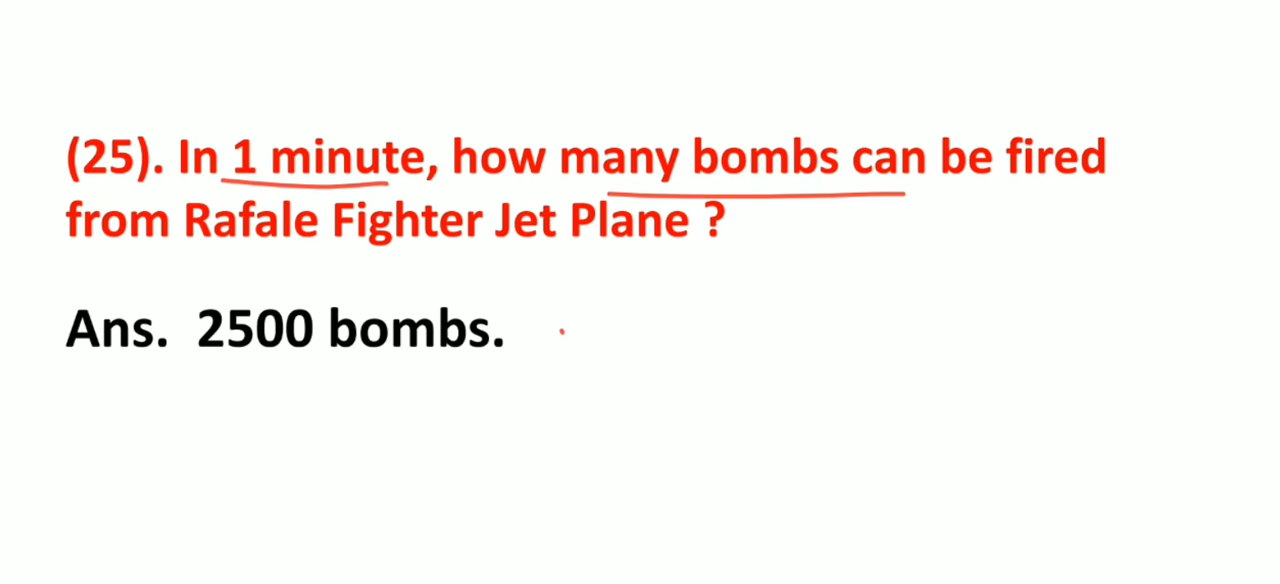 (25). In 1 minute, how many bombs can be fired
from Rafale Fighter Jet Plane ?
Ans.  2500 bombs.